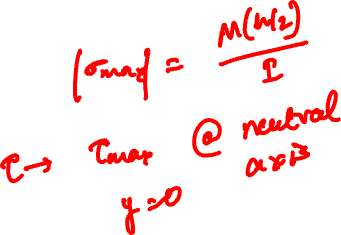 |σmax| = M(h/2) / I
τ → τmax @ neutral axis
y=0